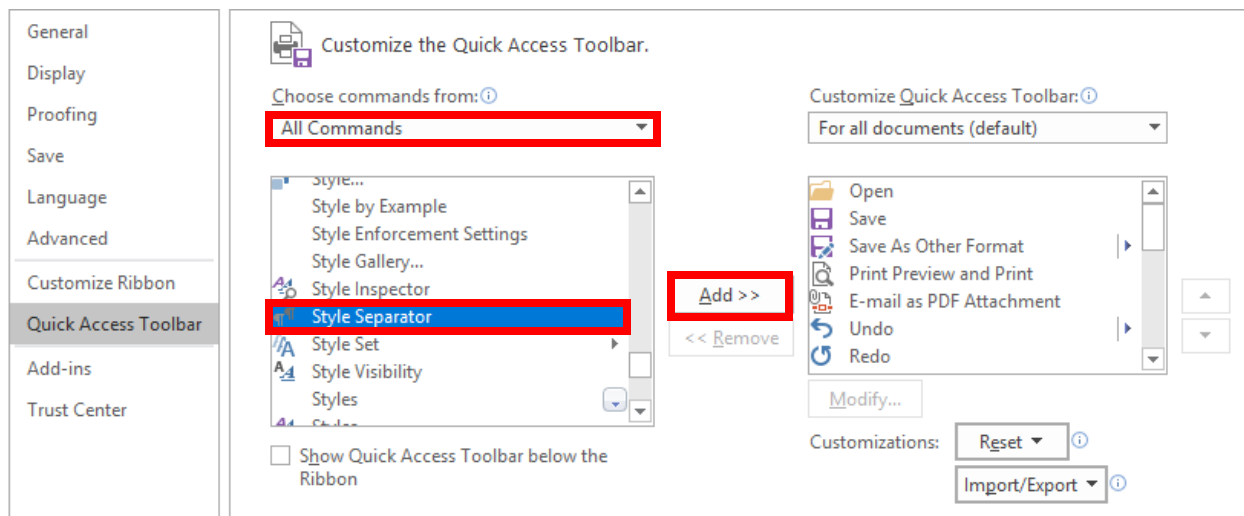 General
Display
Proofing
Save
Language
Advanced
Customize Ribbon
Quick Access Toolbar
Add-ins
Trust Center
Customize the Quick Access Toolbar.
Choose commands from:
All Commands
Style...
Style by Example
Style Enforcement Settings
Style Gallery...
Style Inspector
Style Separator
Style Set
Style Visibility
Styles
Styles
Show Quick Access Toolbar below the
Ribbon
Add >>
<< Remove
Customize Quick Access Toolbar:
For all documents (default)
Open
Save
Save As Other Format
Print Preview and Print
E-mail as PDF Attachment
Undo
Redo
Modify...
Customizations:
Reset
Import/Export